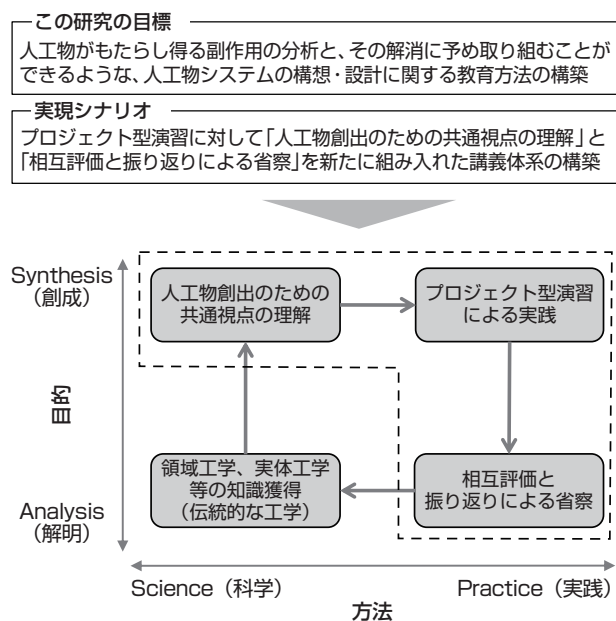 この研究の目標
人工物がもたらし得る副作用の分析と、その解消に予め取り組むことが
できるような、人工物システムの構想・設計に関する教育方法の構築
実現シナリオ
プロジェクト型演習に対して「人工物創出のための共通視点の理解」と
「相互評価と振り返りによる省察」を新たに組み入れた講義体系の構築
Synthesis
（創成）
人工物創出のための
共通視点の理解
プロジェクト型演習
による実践
目的
領域工学、実体工学
等の知識獲得
（伝統的な工学）
相互評価と
振り返りによる省察
Analysis
（解明）
Science（科学）
Practice（実践）
方法